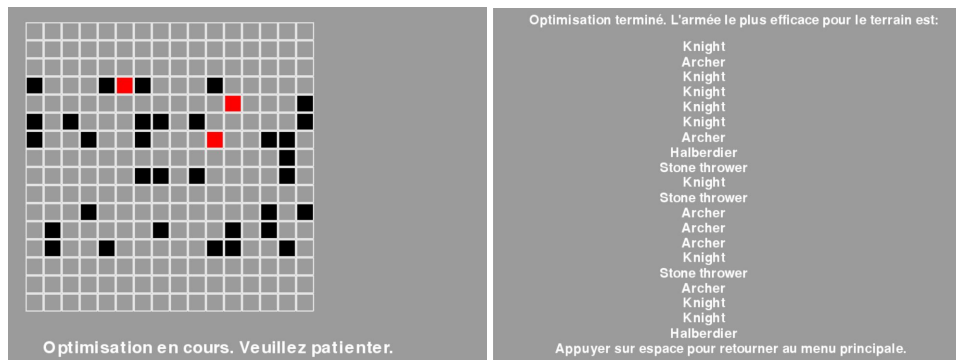 Optimisation en cours. Veuillez patienter.
Optimisation terminé. L'armée le plus efficace pour le terrain est:
Knight
Archer
Knight
Knight
Knight
Knight
Archer
Halberdier
Stone thrower
Knight
Stone thrower
Archer
Archer
Archer
Knight
Stone thrower
Archer
Knight
Knight
Halberdier
Appuyer sur espace pour retourner au menu principale.